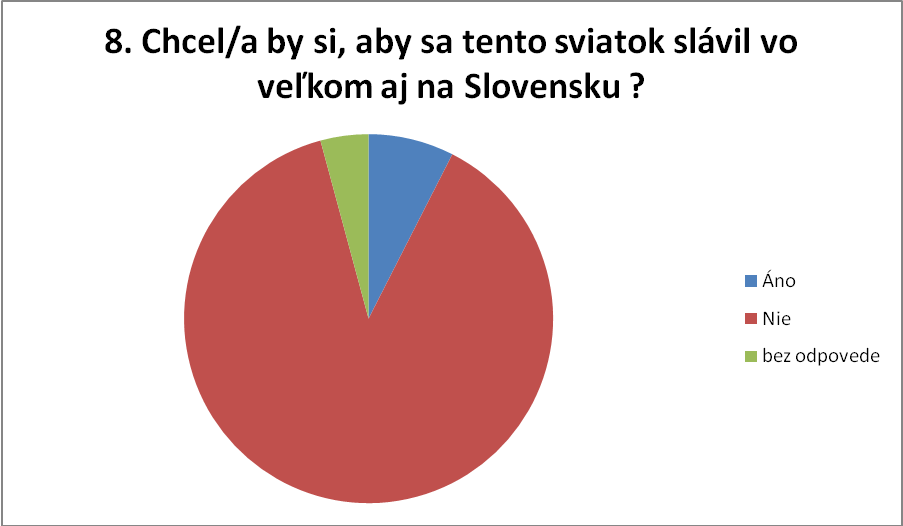 8. Chcel/a by si, aby sa tento sviatok slávil vo
veľkom aj na Slovensku ?
Áno
Nie
bez odpovede